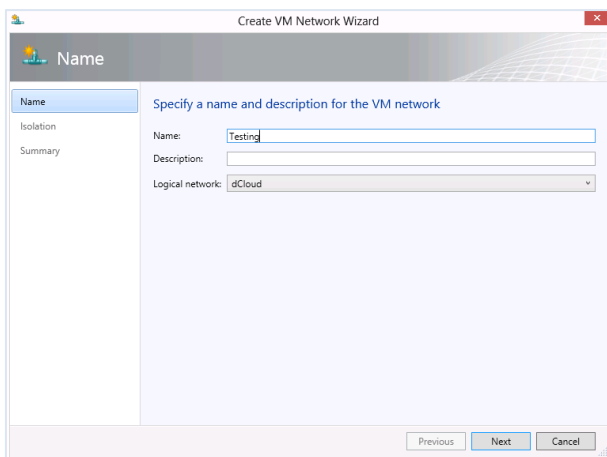 Create VM Network Wizard
Name
Name
Isolation
Summary
Specify a name and description for the VM network
Name: Testing
Description:
Logical network: dCloud
Previous Next Cancel